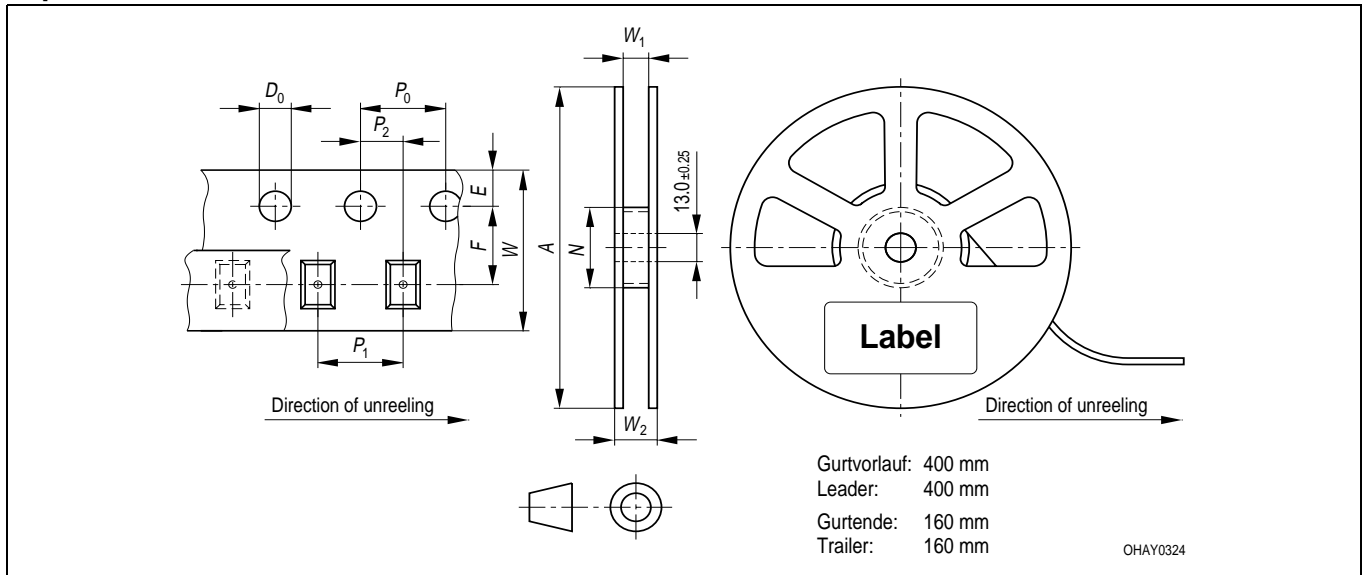 W1
D0
P0
P2
E
F
W
A
N
13.0 ±0.25
Label
P1
Direction of unreeling
W2
Direction of unreeling
Gurtvorlauf: 400 mm
Leader: 400 mm
Gurtende: 160 mm
Trailer: 160 mm
OHAY0324